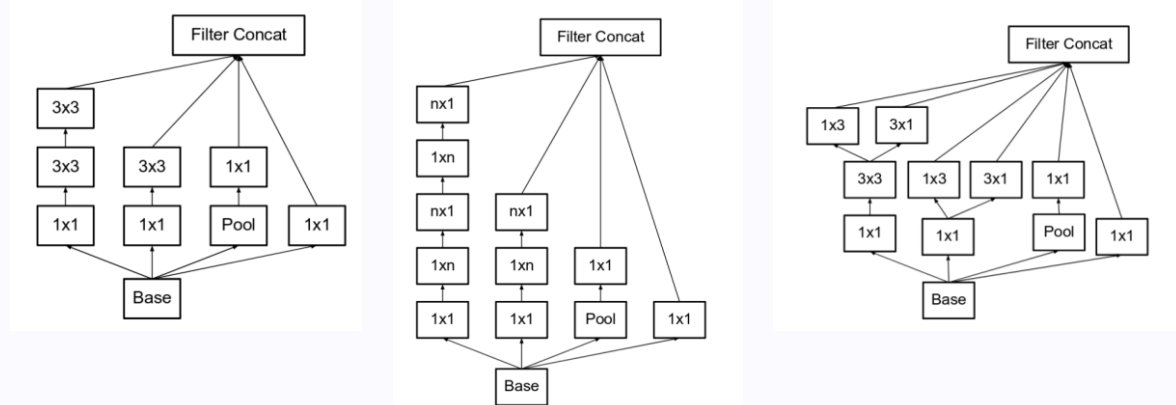 Filter Concat
3x3
3x3 3x3 1x1
1x1 1x1 Pool 1x1
Base
Filter Concat
nx1
1xn
nx1 nx1
1xn 1xn 1x1
1x1 1x1 Pool 1x1
Base
Filter Concat
1x3 3x1
3x3 1x3 3x1 1x1
1x1 1x1 Pool 1x1
Base